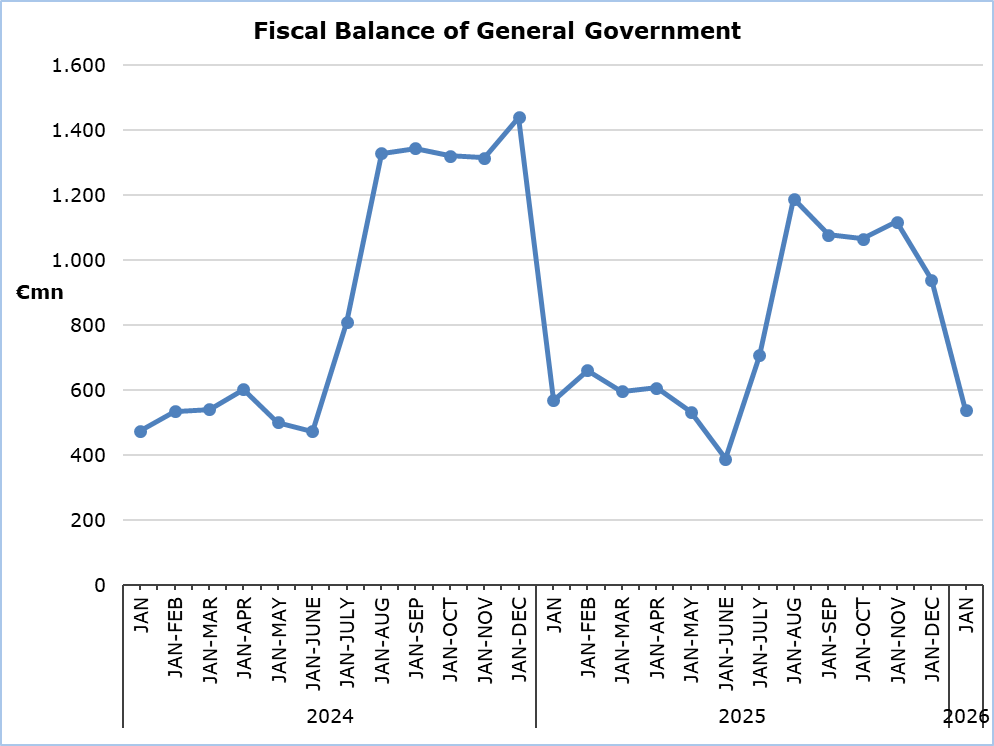 Fiscal Balance of General Government
1.600
1.400
1.200
1.000
€mn
800
600
400
200
0
JAN
JAN-FEB
JAN-MAR
JAN-APR
JAN-MAY
JAN-JUNE
JAN-JULY
JAN-AUG
JAN-SEP
JAN-OCT
JAN-NOV
JAN-DEC
JAN
JAN-FEB
JAN-MAR
JAN-APR
JAN-MAY
JAN-JUNE
JAN-JULY
JAN-AUG
JAN-SEP
JAN-OCT
JAN-NOV
JAN-DEC
JAN
2024
2025
2026